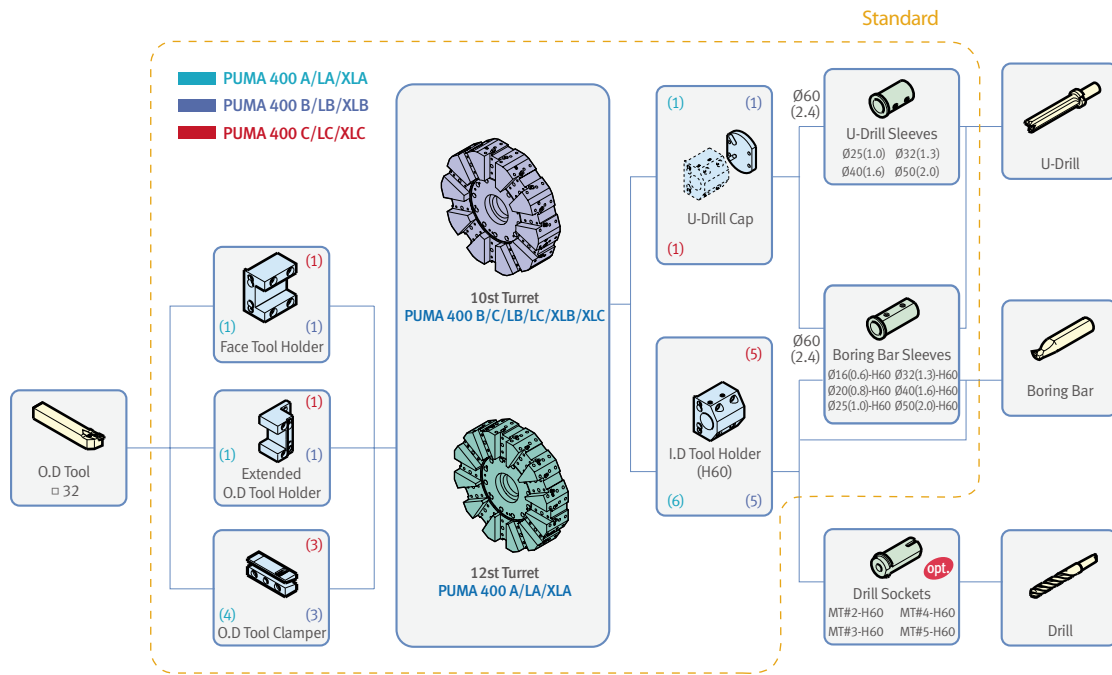 Standard
PUMA 400 A/LA/XLA
PUMA 400 B/LB/XLB
PUMA 400 C/LC/XLC
O.D Tool
□ 32
(1)
(1)
(1)
Face Tool Holder
(1)
(1)
(1)
Extended
O.D Tool Holder
(3)
(4)
(3)
O.D Tool Clamper
10st Turret
PUMA 400 B/C/LB/LC/XLB/XLC
12st Turret
PUMA 400 A/LA/XLA
(1)
(1)
U-Drill Cap
(1)
(5)
I.D Tool Holder
(H60)
(6)
(5)
Ø60
(2.4)
U-Drill Sleeves
Ø25(1.0) Ø32(1.3)
Ø40(1.6) Ø50(2.0)
Ø60
(2.4)
Boring Bar Sleeves
Ø16(0.6)-H60 Ø32(1.3)-H60
Ø20(0.8)-H60 Ø40(1.6)-H60
Ø25(1.0)-H60 Ø50(2.0)-H60
opt.
Drill Sockets
MT#2-H60 MT#4-H60
MT#3-H60 MT#5-H60
U-Drill
Boring Bar
Drill